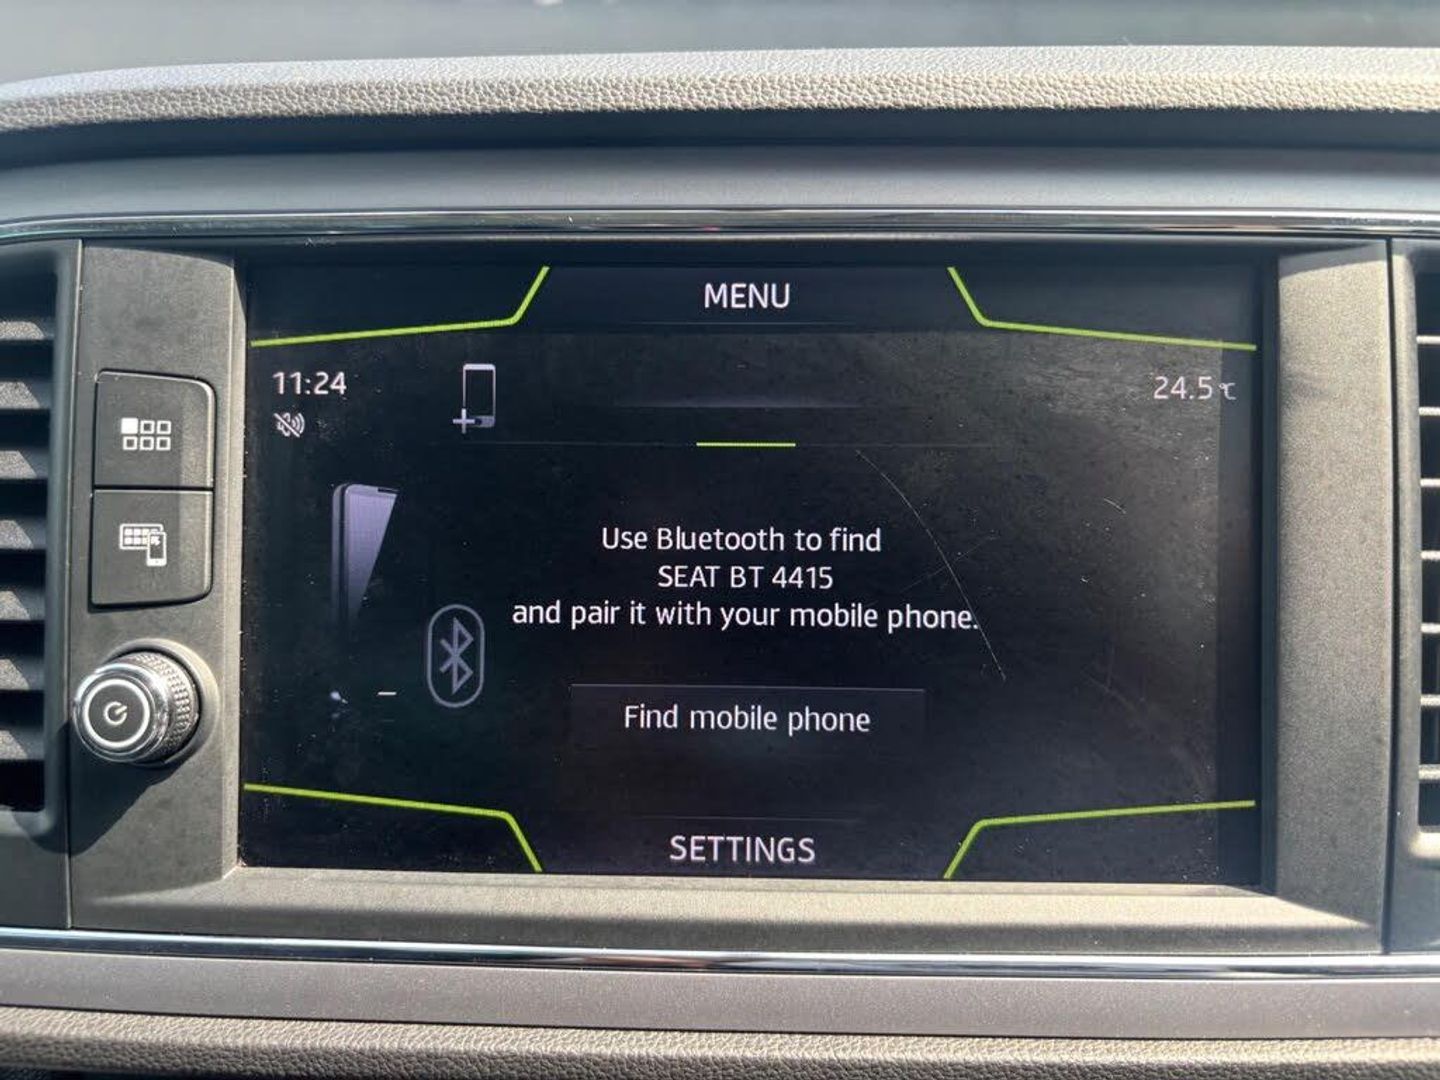 MENU
11:24
24.5 °C
Use Bluetooth to find
SEAT BT 4415
and pair it with your mobile phone.
Find mobile phone
SETTINGS